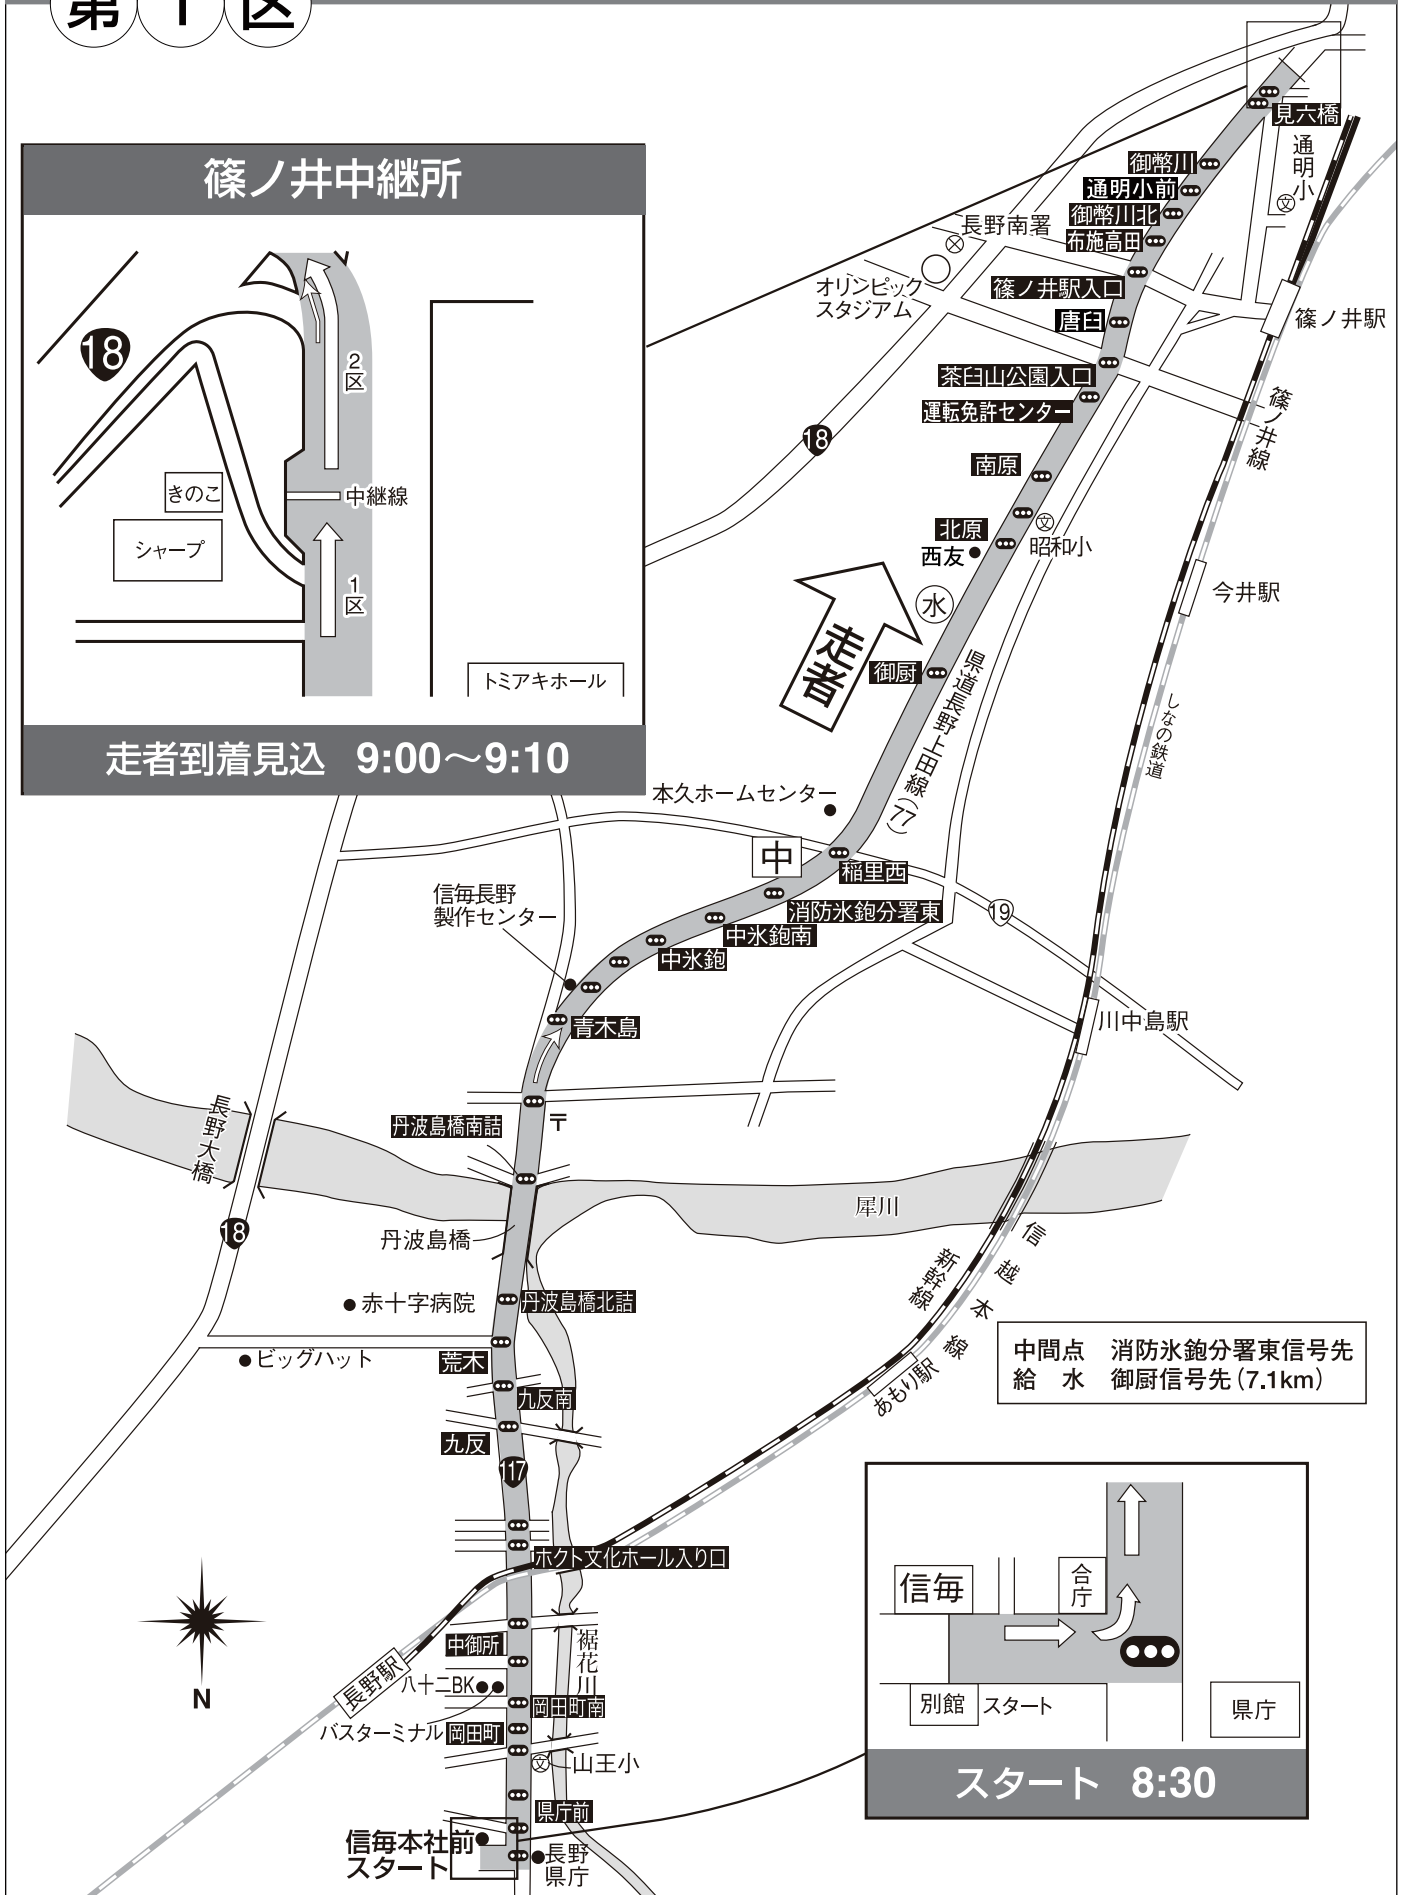 第1区
篠ノ井中継所
18
2区
中継線
きのこ
シャープ
1区
トミアキホール
走者到着見込 9:00～9:10
見六橋
通明小
文
御幣川
通明小前
御幣川北
布施高田
長野南署
オリンピック
スタジアム
篠ノ井駅入口
唐臼
篠ノ井駅
茶臼山公園入口
運転免許センター
篠ノ井線
18
南原
北原
文
昭和小
西友
水
今井駅
走者
御厨
県道長野上田線(77)
しなの鉄道
本久ホームセンター
中
稲里西
信毎長野
製作センター
消防氷鉋分署東
19
中氷鉋南
中氷鉋
青木島
川中島駅
長野大橋
丹波島橋南詰
〒
18
犀川
丹波島橋
信越本線
新幹線
赤十字病院
丹波島橋北詰
ビッグハット
荒木
九反南
あもり駅
中間点 消防氷鉋分署東信号先
給 水 御厨信号先(7.1km)
九反
117
ホクト文化ホール入り口
N
中御所
裾花川
長野駅
八十二BK
岡田町南
バスターミナル
岡田町
文
山王小
県庁前
信毎本社前
スタート
長野
県庁
信毎
合庁
別館
スタート
県庁
スタート 8:30